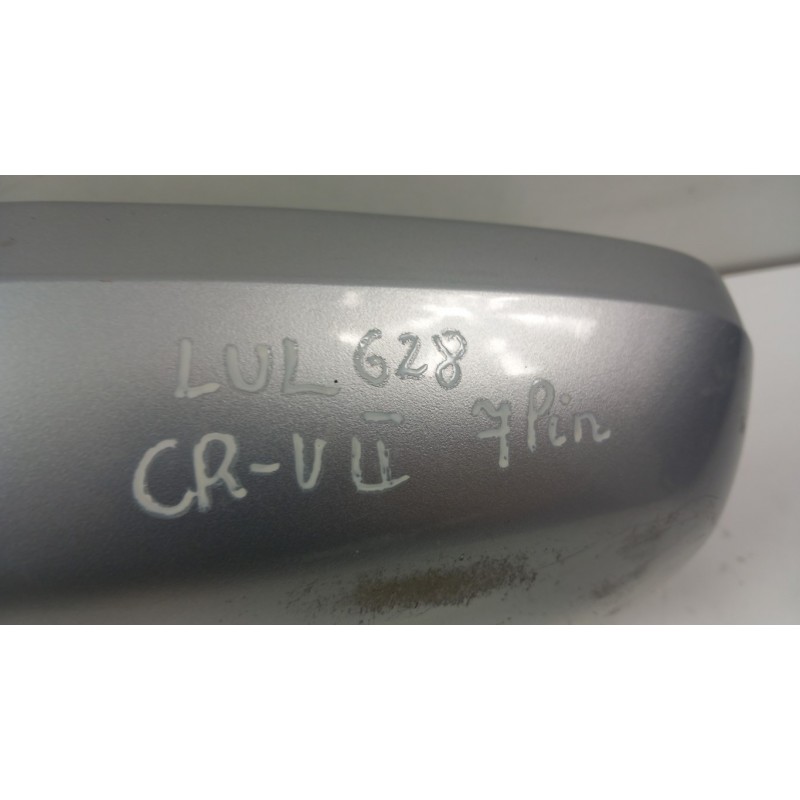 LUL 628
CR-V II 7Pin